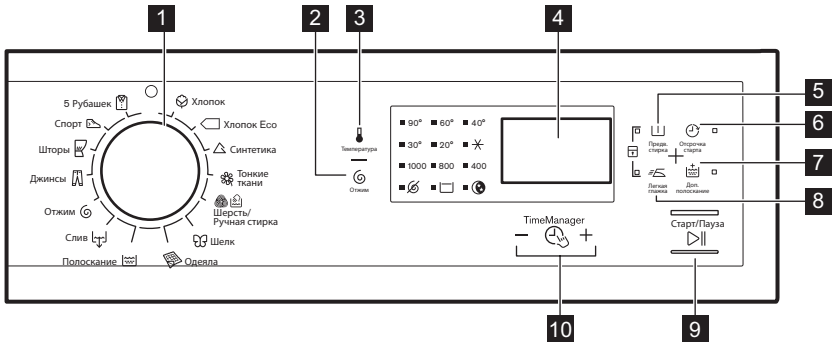 1
2
3
4
5
6
7
8
9
10
5 Рубашек
Хлопок
Спорт
Хлопок Eco
Шторы
Синтетика
Джинсы
Тонкие
ткани
Отжим
Шерсть/
Ручная стирка
Слив
Шелк
Полоскание
Одеяла
Температура
Отжим
90° 60° 40°
30° 20°
1000 800 400
TimeManager
Предв.
стирка
Отсрочка
старта
Легкая
глажка
Доп.
полоскание
Старт/Пауза